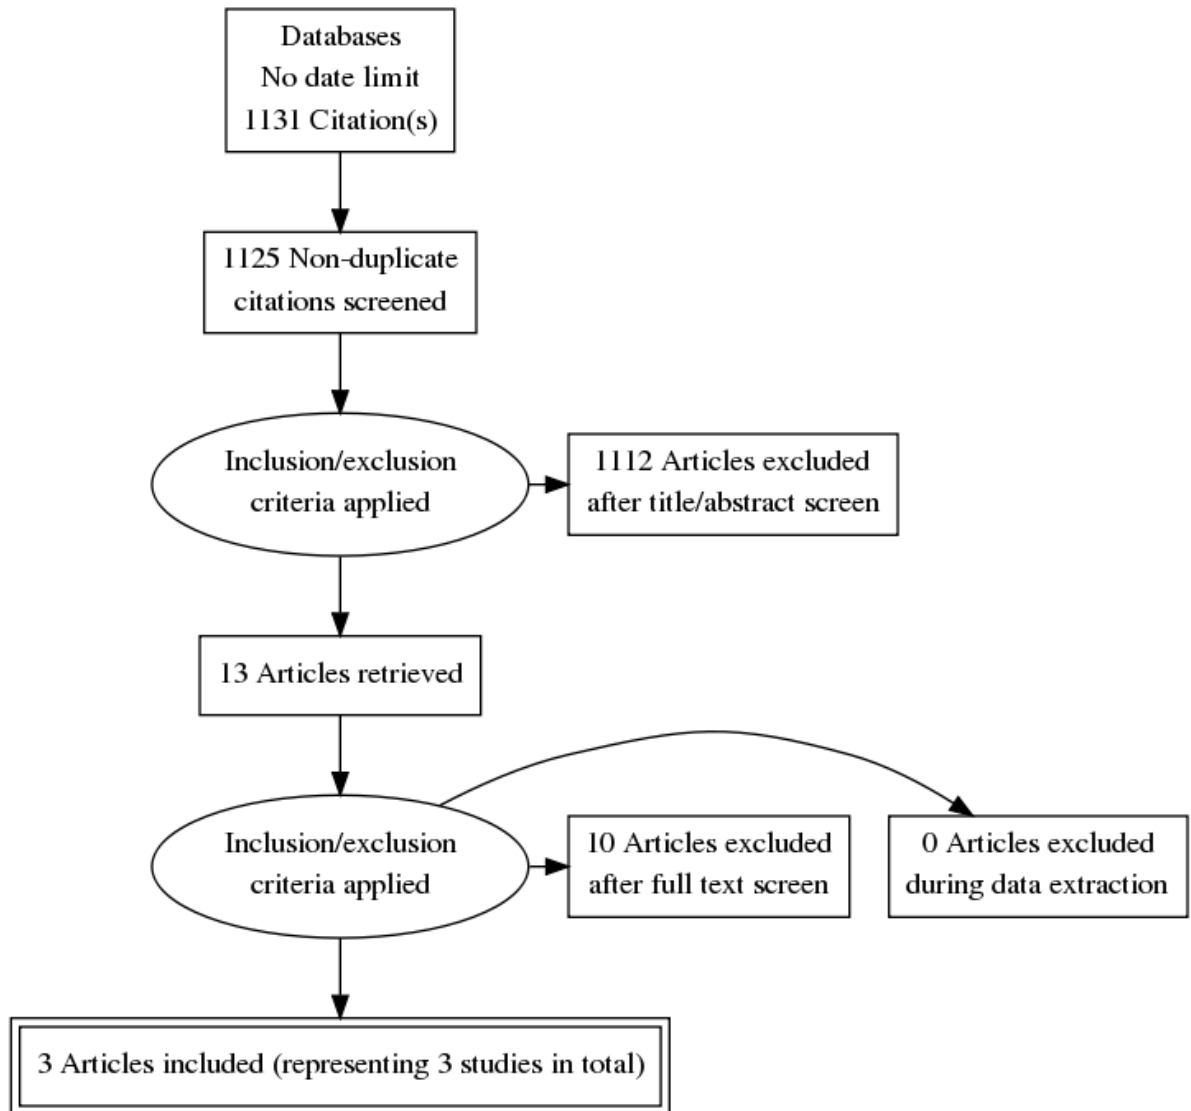 Databases
No date limit
1131 Citation(s)
1125 Non-duplicate
citations screened
Inclusion/exclusion
criteria applied
1112 Articles excluded
after title/abstract screen
13 Articles retrieved
Inclusion/exclusion
criteria applied
10 Articles excluded
after full text screen
0 Articles excluded
during data extraction
3 Articles included (representing 3 studies in total)